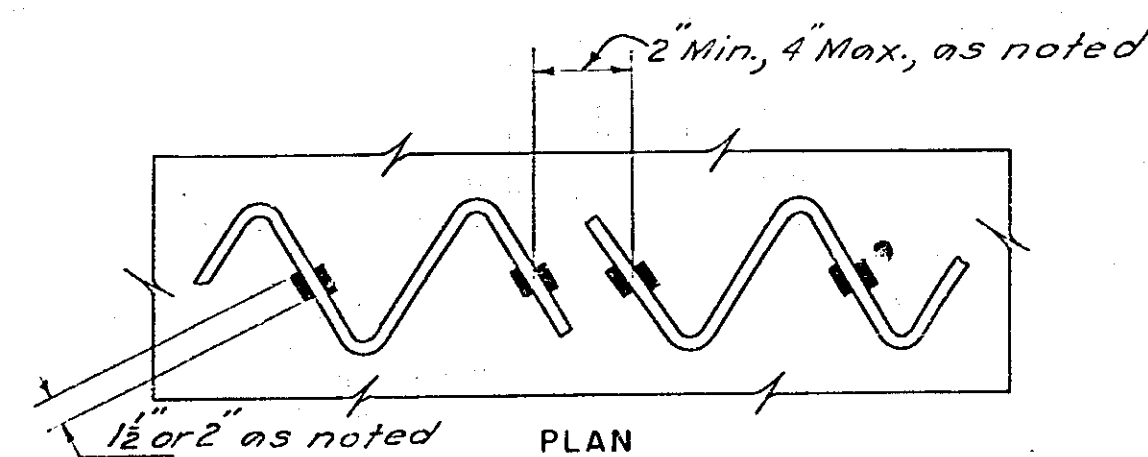 2" Min., 4" Max., as noted
1½" or 2" as noted
PLAN